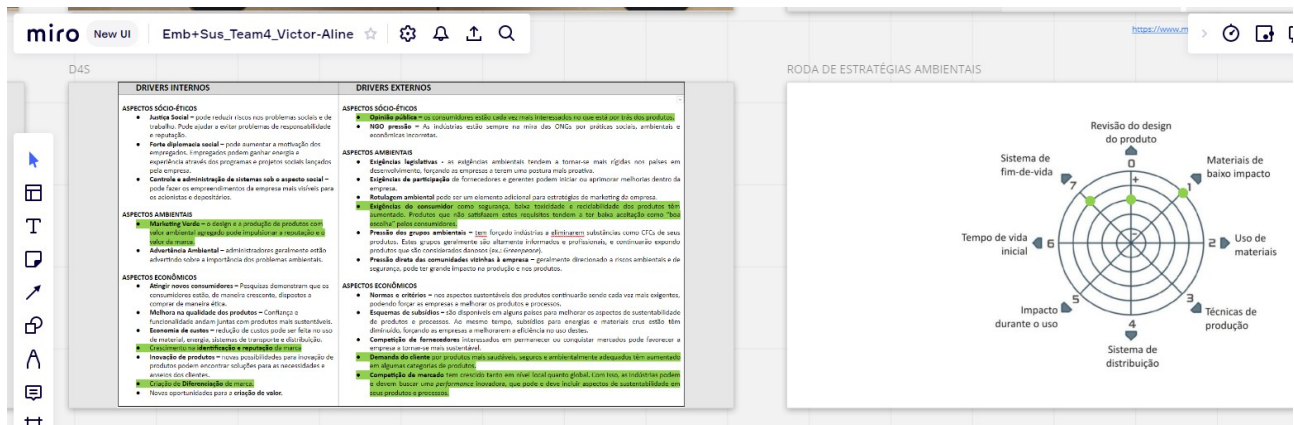 miro New UI Emb+Sus_Team4_Victor-Aline
https://www.m
D4S
DRIVERS INTERNOS
ASPECTOS SÓCIO-ÉTICOS
• Justiça Social – pode reduzir riscos nos problemas sociais e de
trabalho. Pode ajudar a evitar problemas de responsabilidade
e reputação.
• Forte diplomacia social – pode aumentar a motivação dos
empregados. Empregados podem ganhar energia e
experiência através dos programas e projetos sociais lançados
pela empresa.
• Controle e administração de sistemas sob o aspecto social –
pode fazer os empreendimentos da empresa mais visíveis para
os acionistas e depositários.
ASPECTOS AMBIENTAIS
• Marketing Verde – o design e a produção de produtos com
valor ambiental agregado pode impulsionar a reputação e o
valor da marca.
• Advertência Ambiental – administradores geralmente estão
advertindo sobre a importância dos problemas ambientais.
ASPECTOS ECONÔMICOS
• Atingir novos consumidores – Pesquisas demonstram que os
consumidores estão, de maneira crescente, dispostos a
comprar de maneira ética.
• Melhora na qualidade dos produtos – Confiança e
funcionalidade andam juntas com produtos mais sustentáveis.
• Economia de custos – redução de custos pode ser feita no uso
de material, energia, sistemas de transporte e distribuição.
• Crescimento na identificação e reputação da marca
• Inovação de produtos – novas possibilidades para inovação de
produtos podem encontrar soluções para as necessidades e
anseios dos clientes.
• Criação de Diferenciação de marca.
• Novas oportunidades para a criação de valor.
DRIVERS EXTERNOS
ASPECTOS SÓCIO-ÉTICOS
• Opinião pública – os consumidores estão cada vez mais interessados no que está por trás dos produtos.
• NGO pressão – As indústrias estão sempre na mira das ONGs por práticas sociais, ambientais e
econômicas incorretas.
ASPECTOS AMBIENTAIS
• Exigências legislativas - as exigências ambientais tendem a tornar-se mais rígidas nos países em
desenvolvimento, forçando as empresas a terem uma postura mais proativa.
• Exigências de participação de fornecedores e gerentes podem iniciar ou aprimorar melhorias dentro da
empresa.
• Rotulagem ambiental pode ser um elemento adicional para estratégias de marketing da empresa.
• Exigências do consumidor como segurança, baixa toxicidade e reciclabilidade dos produtos têm
aumentado. Produtos que não satisfazem estes requisitos tendem a ter baixa aceitação como "boa
escolha" pelos consumidores.
• Pressão dos grupos ambientais – tem forçado indústrias a eliminarem substâncias como CFCs de seus
produtos. Estes grupos geralmente são altamente informados e profissionais, e continuarão expondo
produtos que são considerados danosos (ex.: Greenpeace).
• Pressão direta das comunidades vizinhas à empresa – geralmente direcionado a riscos ambientais e de
segurança, pode ter grande impacto na produção e nos produtos.
ASPECTOS ECONÔMICOS
• Normas e critérios – nos aspectos sustentável dos produtos continuarão sendo cada vez mais exigentes,
podendo forçar as empresas a melhorar os produtos e processos.
• Esquemas de subsídios – são disponíveis em alguns países para melhorar os aspectos de sustentabilidade
de produtos e processos. Ao mesmo tempo, subsídios para energias e materiais crus estão têm
diminuído, forçando as empresas a melhorarem a eficiência no uso destes.
• Competição de fornecedores interessados em permanecer ou conquistar mercados pode favorecer a
empresa a tornar-se mais sustentável.
• Demanda do cliente por produtos mais saudáveis, seguros e ambientalmente adequados têm aumentado
em algumas categorias de produtos.
• Competição de mercado tem crescido tanto em nível local quanto global. Com isso, as indústrias podem
e devem buscar uma performance inovadora, que pode e deve incluir aspectos de sustentabilidade em
seus produtos e processos.
RODA DE ESTRATÉGIAS AMBIENTAIS
Revisão do design
do produto
0
+
-
Materiais de
baixo impacto
1
2 Uso de
materiais
3
Técnicas de
produção
4
Sistema de
distribuição
5
Impacto
durante o uso
6
Tempo de vida
inicial
7
Sistema de
fim-de-vida